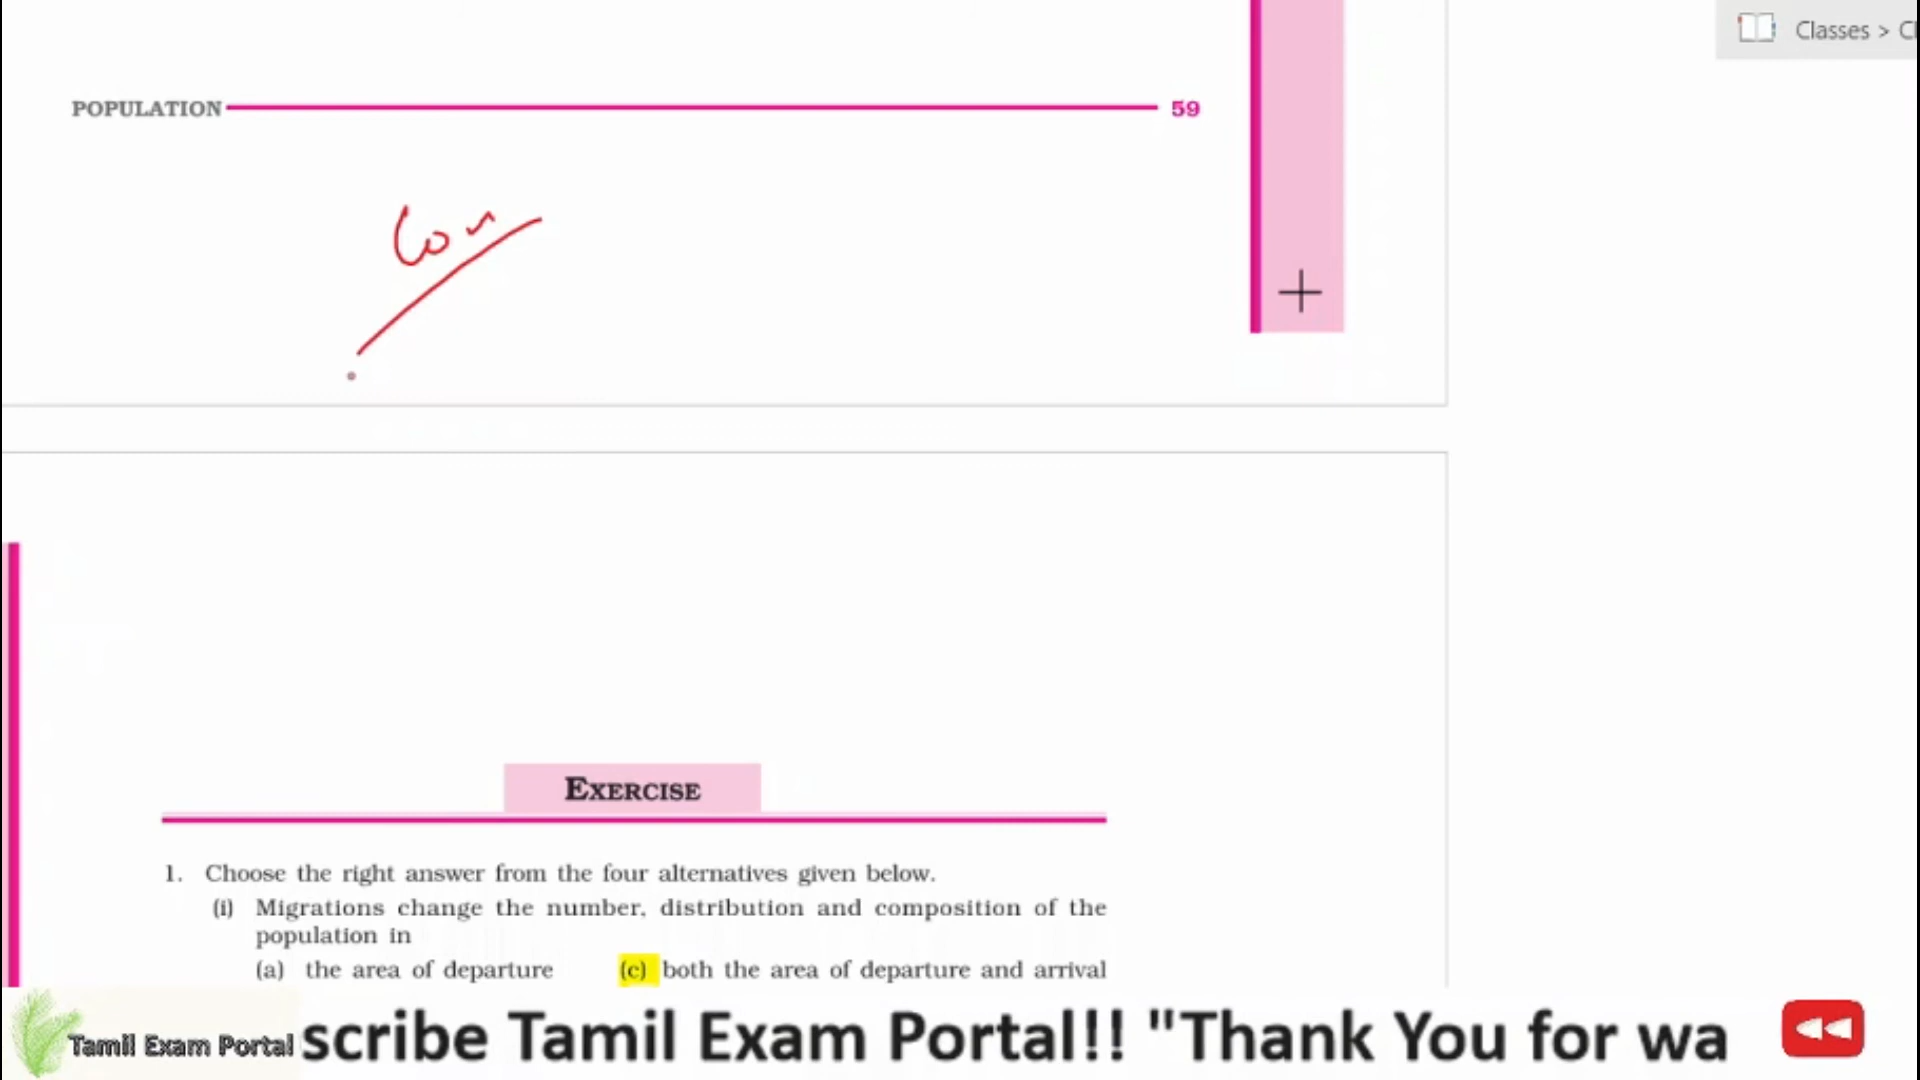 Classes >
POPULATION 59
EXERCISE
1. Choose the right answer from the four alternatives given below.
(i) Migrations change the number, distribution and composition of the
population in
(a) the area of departure (c) both the area of departure and arrival
Tamil Exam Portal
scribe Tamil Exam Portal!! "Thank You for wa